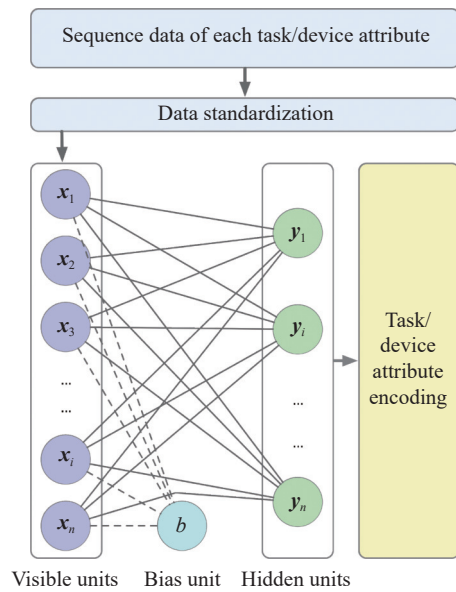 Sequence data of each task/device attribute
Data standardization
x1
x2
x3
...
...
xi
xn
b
y1
yi
...
...
yn
Task/
device
attribute
encoding
Visible units
Bias unit
Hidden units